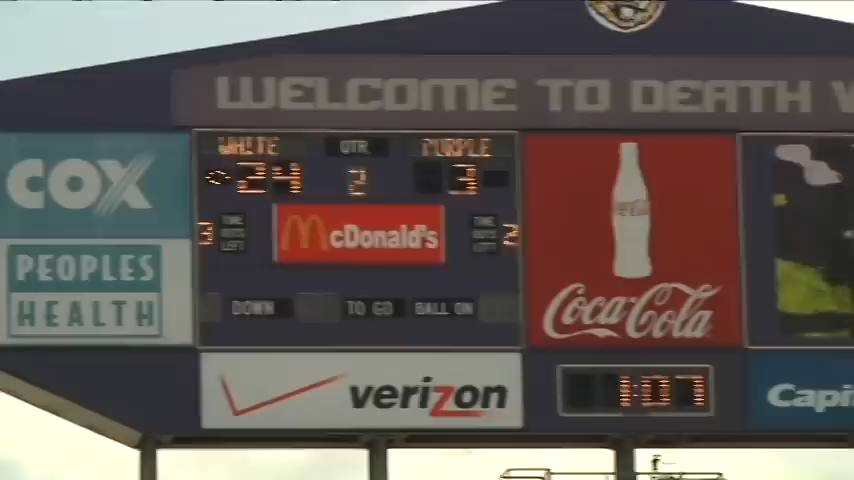 WELCOME TO DEATH V
WHITE QTR PURPLE
24 2 3
COX
3 TIME OUTS LEFT McDonald's TIME OUTS LEFT 2
PEOPLES HEALTH
DOWN TO GO BALL ON
Coca-Cola
verizon
1:07
Capi